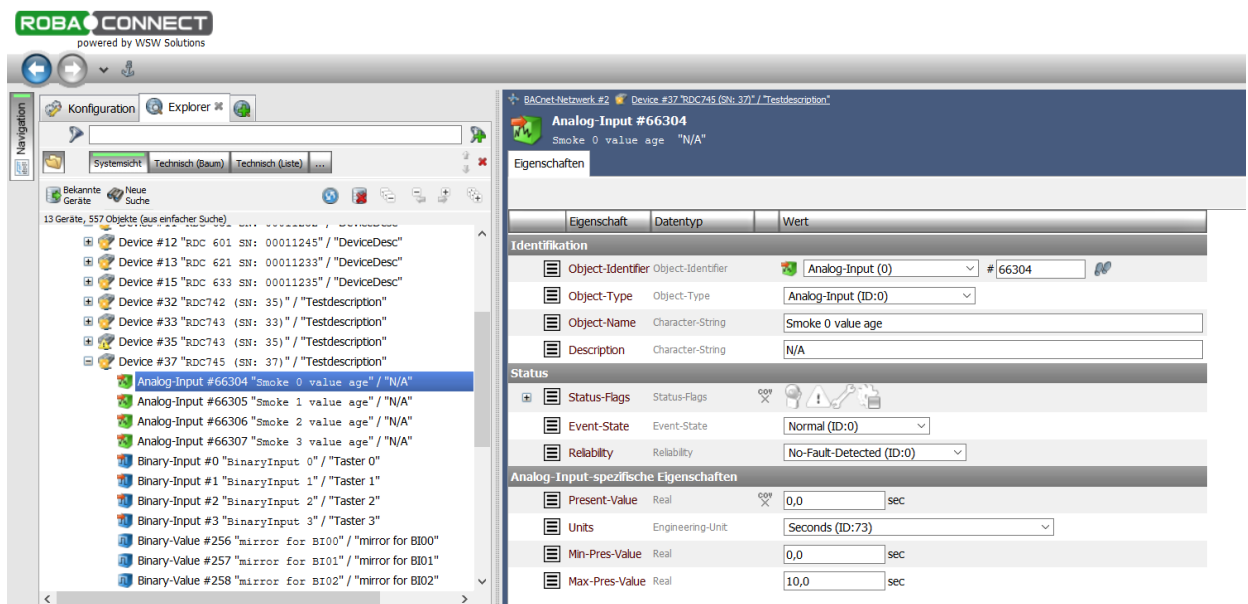 ROBA CONNECT
powered by WSW Solutions
Navigation
Konfiguration Explorer
Systemsicht Technisch (Baum) Technisch (Liste) ...
Bekannte Geräte Neue Suche
13 Geräte, 557 Objekte (aus einfacher Suche)
Device #12 "RDC 601 SN: 00011245" / "DeviceDesc"
Device #13 "RDC 621 SN: 00011233" / "DeviceDesc"
Device #15 "RDC 633 SN: 00011235" / "DeviceDesc"
Device #32 "RDC742 (SN: 35)" / "Testdescription"
Device #33 "RDC743 (SN: 33)" / "Testdescription"
Device #35 "RDC743 (SN: 35)" / "Testdescription"
Device #37 "RDC745 (SN: 37)" / "Testdescription"
Analog-Input #66304 "Smoke 0 value age" / "N/A"
Analog-Input #66305 "Smoke 1 value age" / "N/A"
Analog-Input #66306 "Smoke 2 value age" / "N/A"
Analog-Input #66307 "Smoke 3 value age" / "N/A"
Binary-Input #0 "BinaryInput 0" / "Taster 0"
Binary-Input #1 "BinaryInput 1" / "Taster 1"
Binary-Input #2 "BinaryInput 2" / "Taster 2"
Binary-Input #3 "BinaryInput 3" / "Taster 3"
Binary-Value #256 "mirror for BI00" / "mirror for BI00"
Binary-Value #257 "mirror for BI01" / "mirror for BI01"
Binary-Value #258 "mirror for BI02" / "mirror for BI02"
BACnet-Netzwerk #2 Device #37 "RDC745 (SN: 37)" / "Testdescription"
Analog-Input #66304
Smoke 0 value age "N/A"
Eigenschaften
Eigenschaft Datentyp Wert
Identifikation
Object-Identifier Object-Identifier Analog-Input (0) # 66304
Object-Type Object-Type Analog-Input (ID:0)
Object-Name Character-String Smoke 0 value age
Description Character-String N/A
Status
Status-Flags Status-Flags COV
Event-State Event-State Normal (ID:0)
Reliability Reliability No-Fault-Detected (ID:0)
Analog-Input-spezifische Eigenschaften
Present-Value Real COV 0,0 sec
Units Engineering-Unit Seconds (ID:73)
Min-Pres-Value Real 0,0 sec
Max-Pres-Value Real 10,0 sec